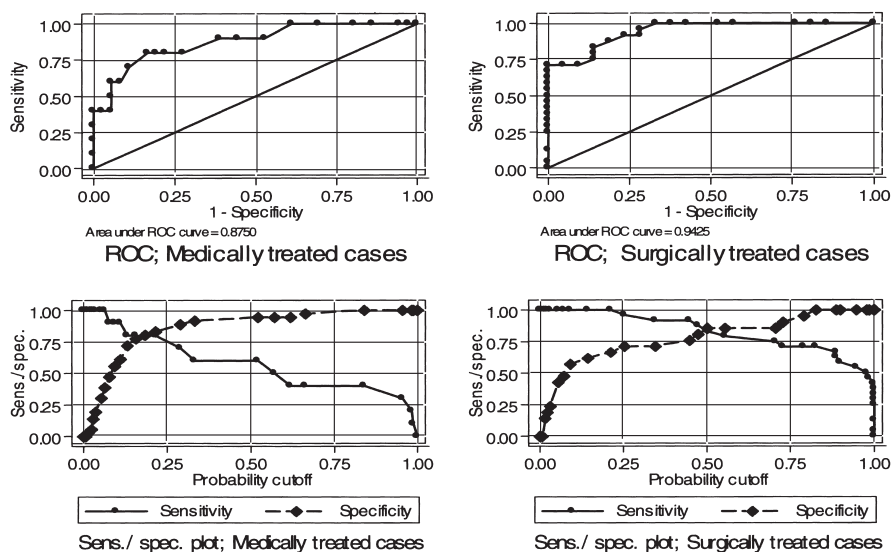 1.00
0.75
0.50
0.25
0.00
Sensitivity
0.00 0.25 0.50 0.75 1.00
1 - Specificity
Area under ROC curve = 0.8750
ROC; Medically treated cases
1.00
0.75
0.50
0.25
0.00
Sensitivity
0.00 0.25 0.50 0.75 1.00
1 - Specificity
Area under ROC curve = 0.9425
ROC; Surgically treated cases
1.00
0.75
0.50
0.25
0.00
Sens./spec.
0.00 0.25 0.50 0.75 1.00
Probability cutoff
Sensitivity Specificity
Sens./ spec. plot; Medically treated cases
1.00
0.75
0.50
0.25
0.00
Sens./ spec.
0.00 0.25 0.50 0.75 1.00
Probability cutoff
Sensitivity Specificity
Sens./ spec. plot; Surgically treated cases